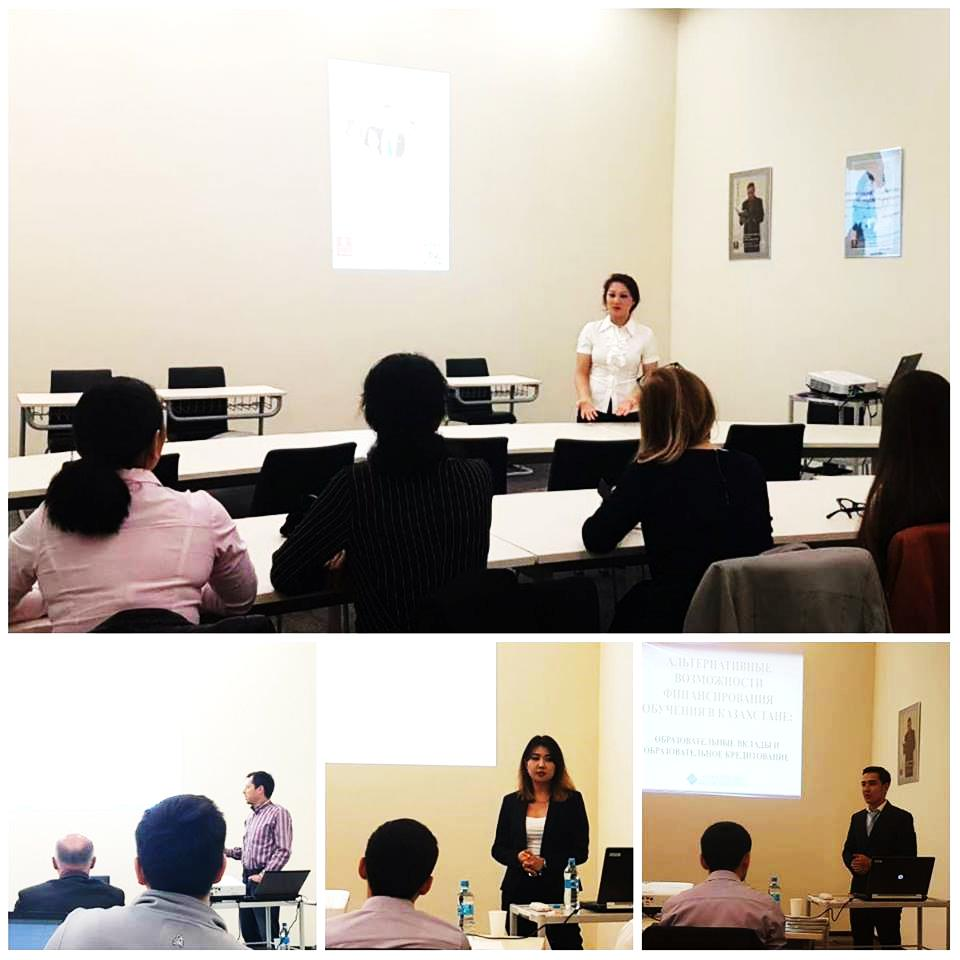 АЛЬТЕРНАТИВНЫЕ
ВОЗМОЖНОСТИ
ФИНАНСИРОВАНИЯ
ОБУЧЕНИЯ В КАЗАХСТАНЕ:
ОБРАЗОВАТЕЛЬНЫЕ ВКЛАДЫ И
ОБРАЗОВАТЕЛЬНОЕ КРЕДИТОВАНИЕ